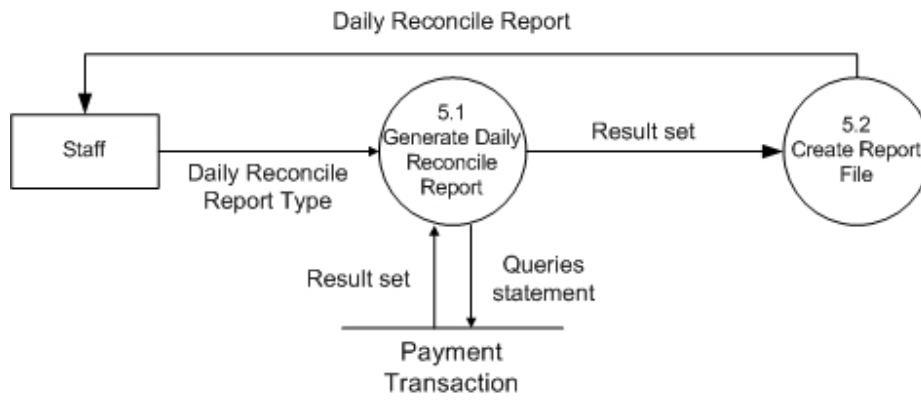 Daily Reconcile Report
Staff
Daily Reconcile
Report Type
5.1
Generate Daily
Reconcile
Report
Result set
5.2
Create Report
File
Result set
Queries
statement
Payment
Transaction